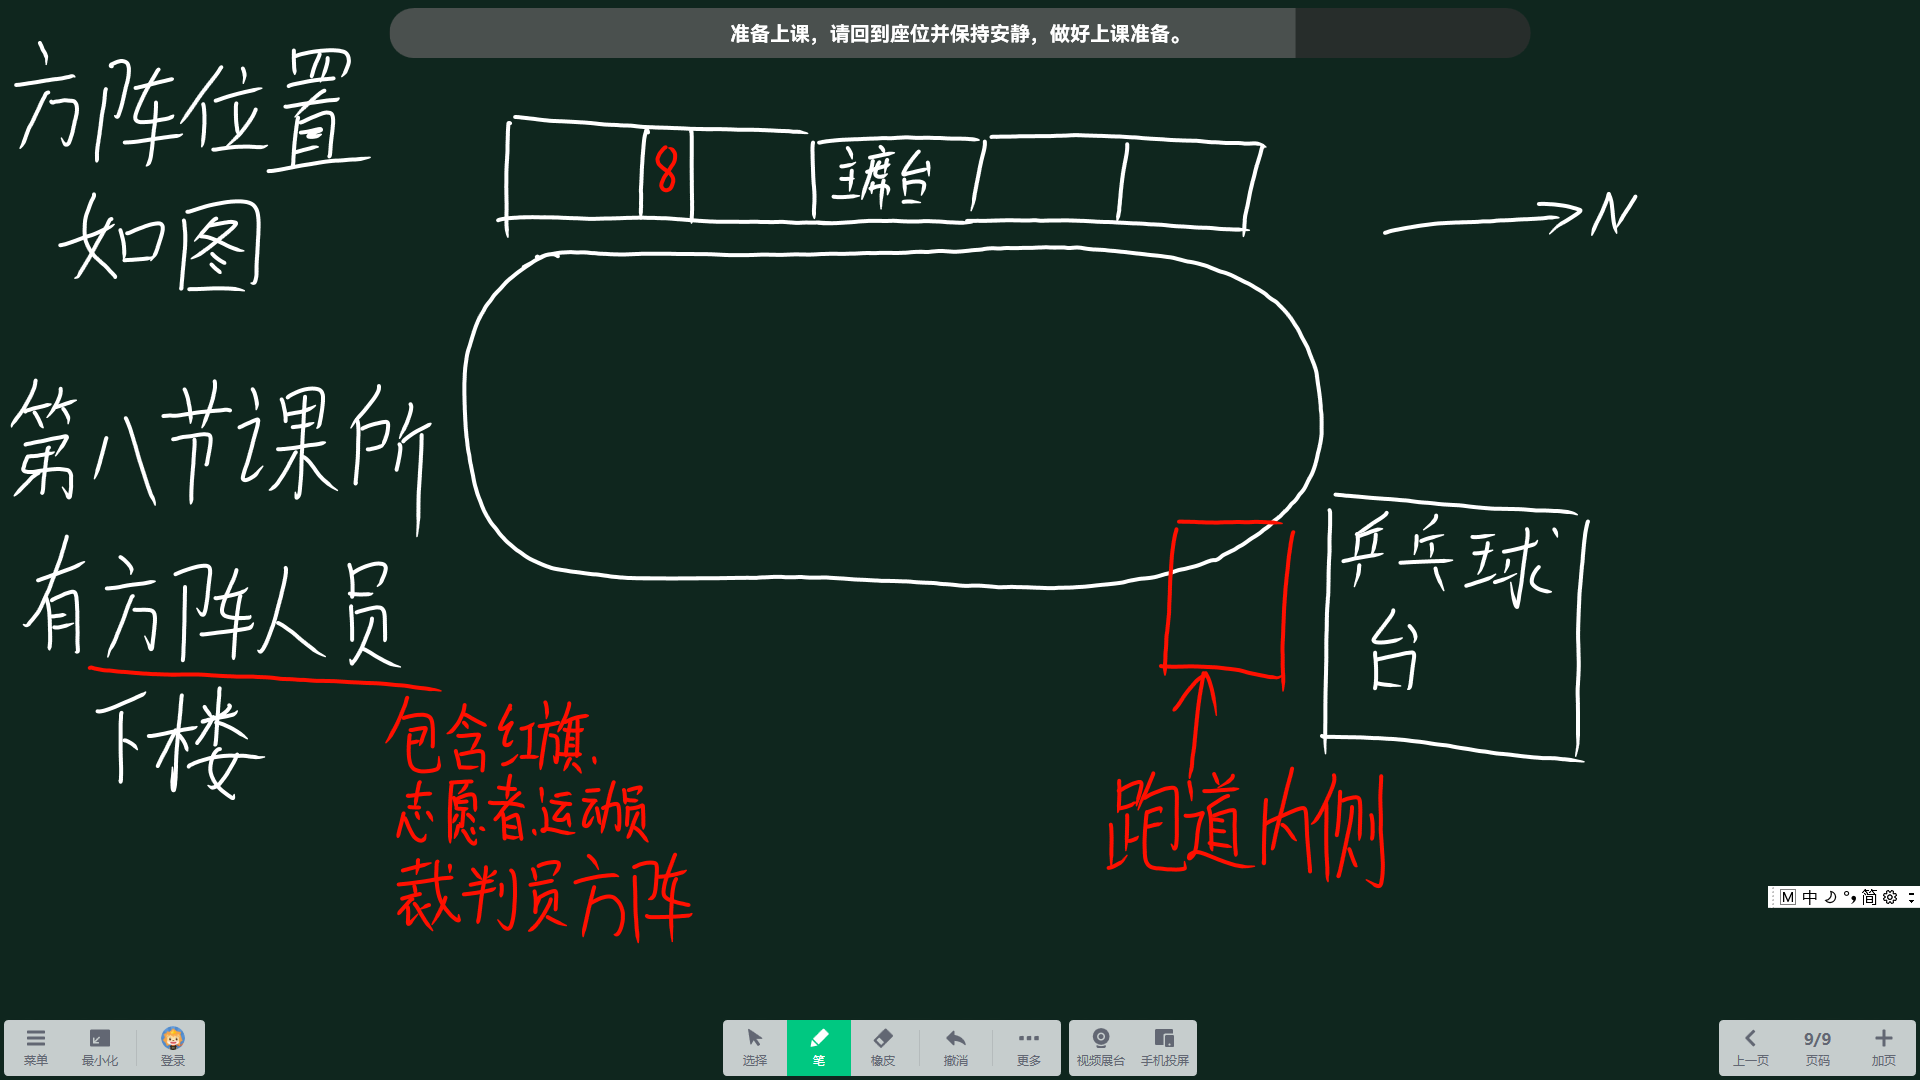 准备上课，请回到座位并保持安静，做好上课准备。
方阵位置
如图
8
主席台
N
第八节课所
有方阵人员
下楼
乒乓球
台
包含红旗、
志愿者、运动员
裁判员方阵
跑道内侧
M 中 简
菜单 最小化 登录
选择 笔 橡皮 撤消 更多
视频展台 手机投屏
9/9
上一页 页码 加页